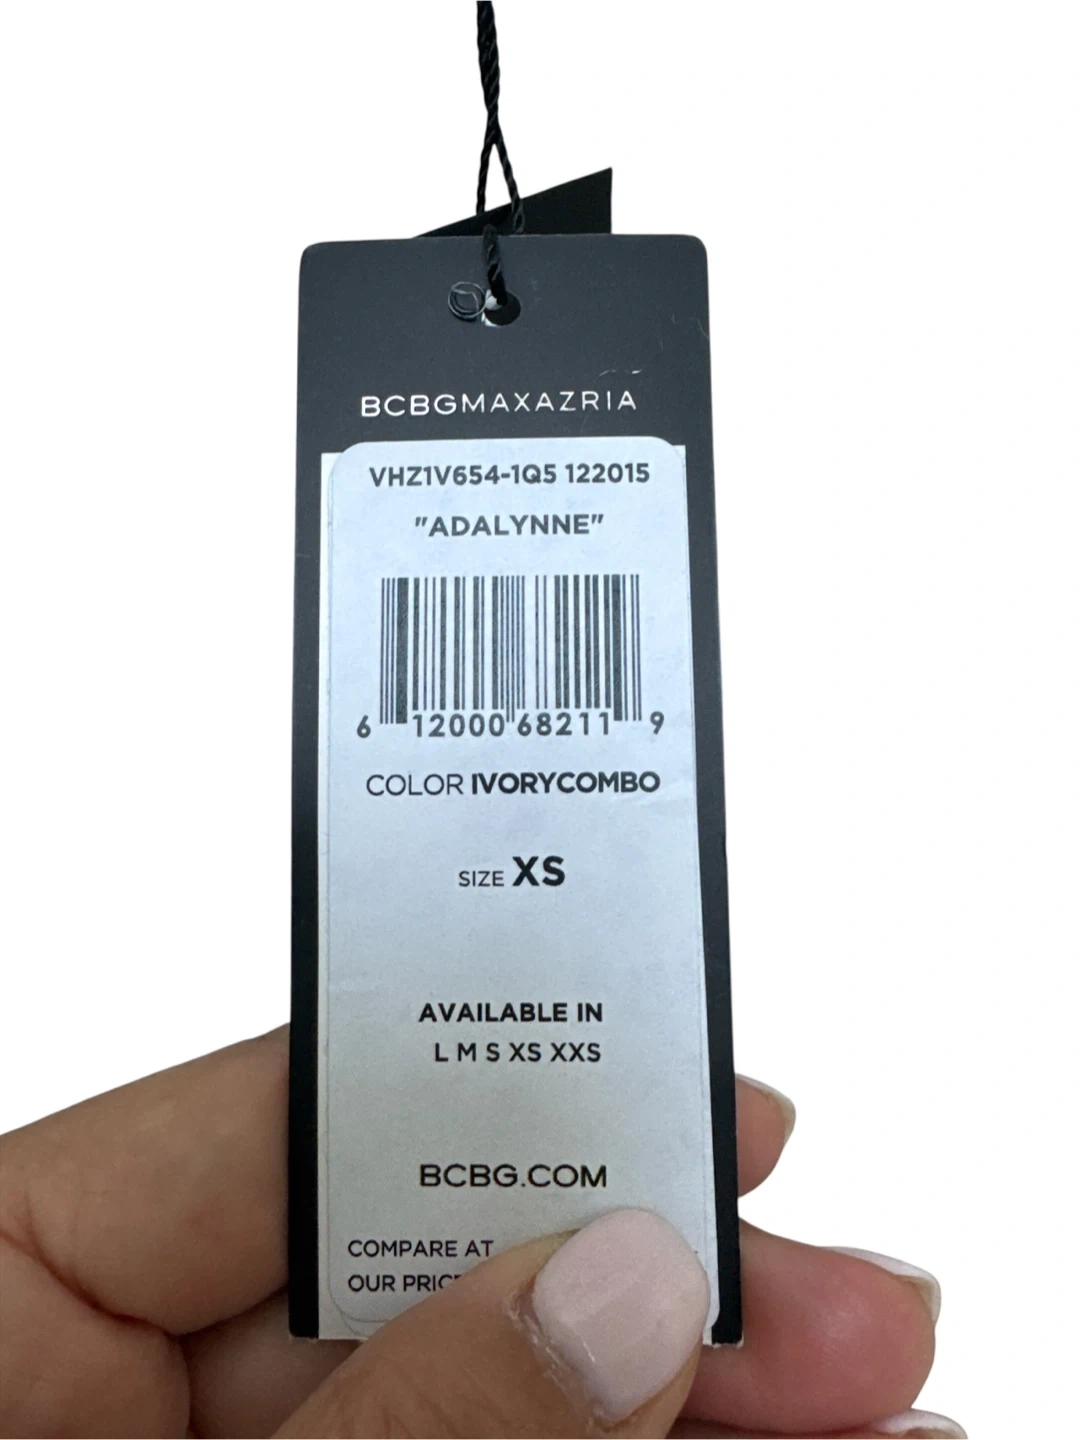 BCBGMAXAZRIA
VHZ1V654-1Q5 122015
"ADALYNNE"
6 12000 68211 9
COLOR IVORYCOMBO
SIZE XS
AVAILABLE IN
L M S XS XXS
BCBG.COM
COMPARE AT
OUR